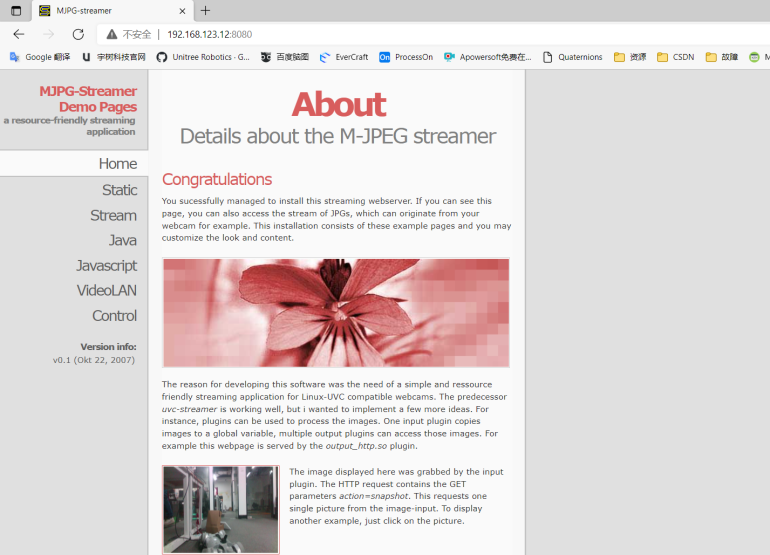 MJPG-streamer
不安全 | 192.168.123.12:8080
Google 翻译 宇树科技官网 Unitree Robotics · G... 百度脑图 EverCraft On ProcessOn Apowersoft免费在... Quaternions 资源 CSDN 故障 M
MJPG-Streamer
Demo Pages
a resource-friendly streaming
application
Home
Static
Stream
Java
Javascript
VideoLAN
Control
Version info:
v0.1 (Okt 22, 2007)
About
Details about the M-JPEG streamer
Congratulations
You sucessfully managed to install this streaming webserver. If you can see this
page, you can also access the stream of JPGs, which can originate from your
webcam for example. This installation consists of these example pages and you may
customize the look and content.
The reason for developing this software was the need of a simple and ressource
friendly streaming application for Linux-UVC compatible webcams. The predecessor
uvc-streamer is working well, but i wanted to implement a few more ideas. For
instance, plugins can be used to process the images. One input plugin copies
images to a global variable, multiple output plugins can access those images. For
example this webpage is served by the output_http.so plugin.
The image displayed here was grabbed by the input
plugin. The HTTP request contains the GET
parameters action=snapshot. This requests one
single picture from the image-input. To display
another example, just click on the picture.